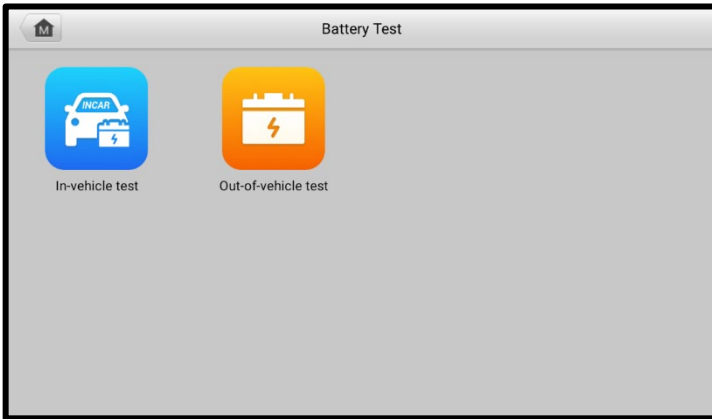 M
Battery Test
INCAR
In-vehicle test
Out-of-vehicle test